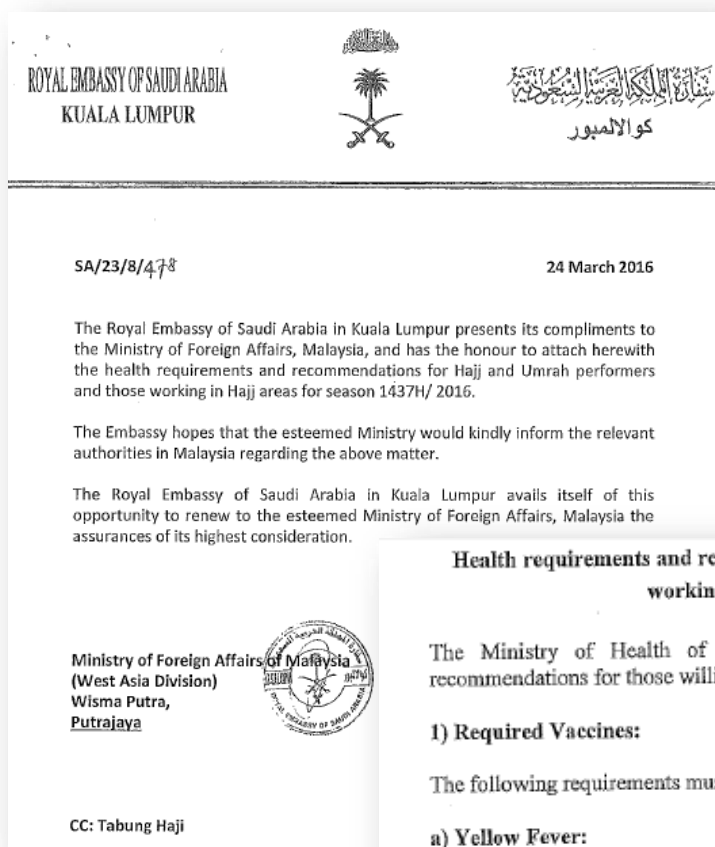 ROYAL EMBASSY OF SAUDI ARABIA
KUALA LUMPUR
سفارة المملكة العربية السعودية
كوالالمبور
SA/23/8/478
24 March 2016
The Royal Embassy of Saudi Arabia in Kuala Lumpur presents its compliments to
the Ministry of Foreign Affairs, Malaysia, and has the honour to attach herewith
the health requirements and recommendations for Hajj and Umrah performers
and those working in Hajj areas for season 1437H/ 2016.
The Embassy hopes that the esteemed Ministry would kindly inform the relevant
authorities in Malaysia regarding the above matter.
The Royal Embassy of Saudi Arabia in Kuala Lumpur avails itself of this
opportunity to renew to the esteemed Ministry of Foreign Affairs, Malaysia the
assurances of its highest consideration.
Ministry of Foreign Affairs of Malaysia
(West Asia Division)
Wisma Putra,
Putrajaya
CC: Tabung Haji
Health requirements and re
workin
The Ministry of Health of
recommendations for those willi
1) Required Vaccines:
The following requirements mu
a) Yellow Fever: